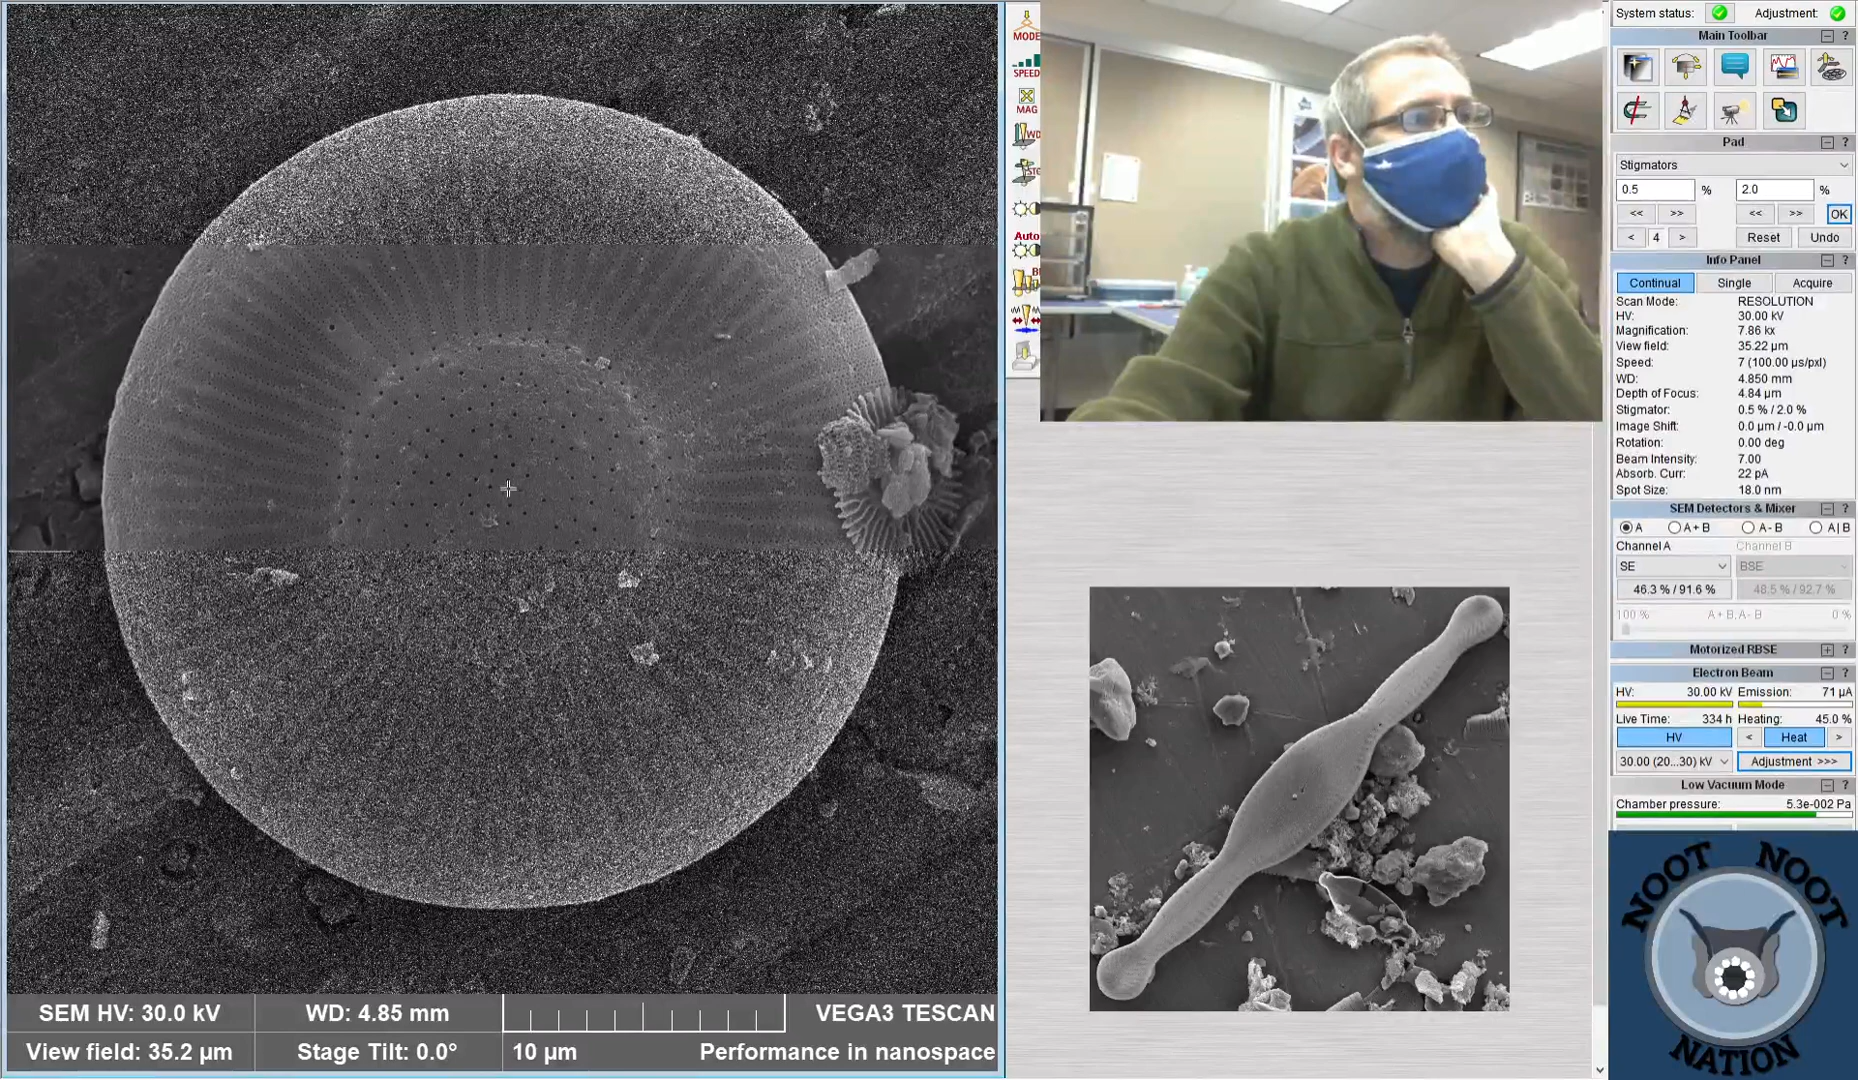 MODE
SPEED
MAG
WD
Auto
SEM HV: 30.0 kV
WD: 4.85 mm
VEGA3 TESCAN
View field: 35.2 µm
Stage Tilt: 0.0°
10 µm
Performance in nanospace
System status:
Adjustment:
Main Toolbar
?
Pad
?
Stigmators
0.5 % 2.0 %
<< >> << >> OK
< 4 > Reset Undo
Info Panel
?
Continual Single Acquire
Scan Mode: RESOLUTION
HV: 30.00 kV
Magnification: 7.86 kx
View field: 35.22 µm
Speed: 7 (100.00 µs/pxl)
WD: 4.850 mm
Depth of Focus: 4.84 µm
Stigmator: 0.5 % / 2.0 %
Image Shift: 0.0 µm / -0.0 µm
Rotation: 0.00 deg
Beam Intensity: 7.00
Absorb. Curr: 22 pA
Spot Size: 18.0 nm
SEM Detectors & Mixer
?
A A + B A - B A | B
Channel A Channel B
SE BSE
46.3 % / 91.6 % 48.5 % / 92.7 %
100 % A + B, A - B 0 %
Motorized RBSE
?
Electron Beam
?
HV: 30.00 kV Emission: 71 µA
Live Time: 334 h Heating: 45.0 %
HV < Heat >
30.00 (20...30) kV Adjustment >>>
Low Vacuum Mode
?
Chamber pressure: 5.3e-002 Pa
NOOT NOOT
NATION